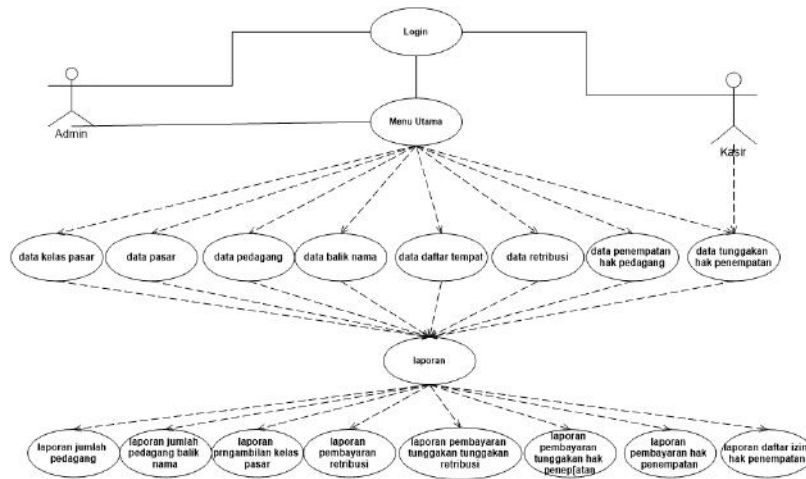 Login
Admin
Menu Utama
Kasir
data kelas pasar
data pasar
data pedagang
data balik nama
data daftar tempat
data retribusi
data penempatan
hak pedagang
data tunggakan
hak penempatan
laporan
laporan jumlah
pedagang
laporan jumlah
pedagang balik
nama
laporan
prngambilan kelas
pasar
laporan
pembayaran
retribusi
laporan pembayaran
tunggakan tunggakan
retribusi
laporan
pembayaran
tunggakan hak
penep[atan
laporan
pembayaran hak
penempatan
laporan daftar izin
hak penempatan